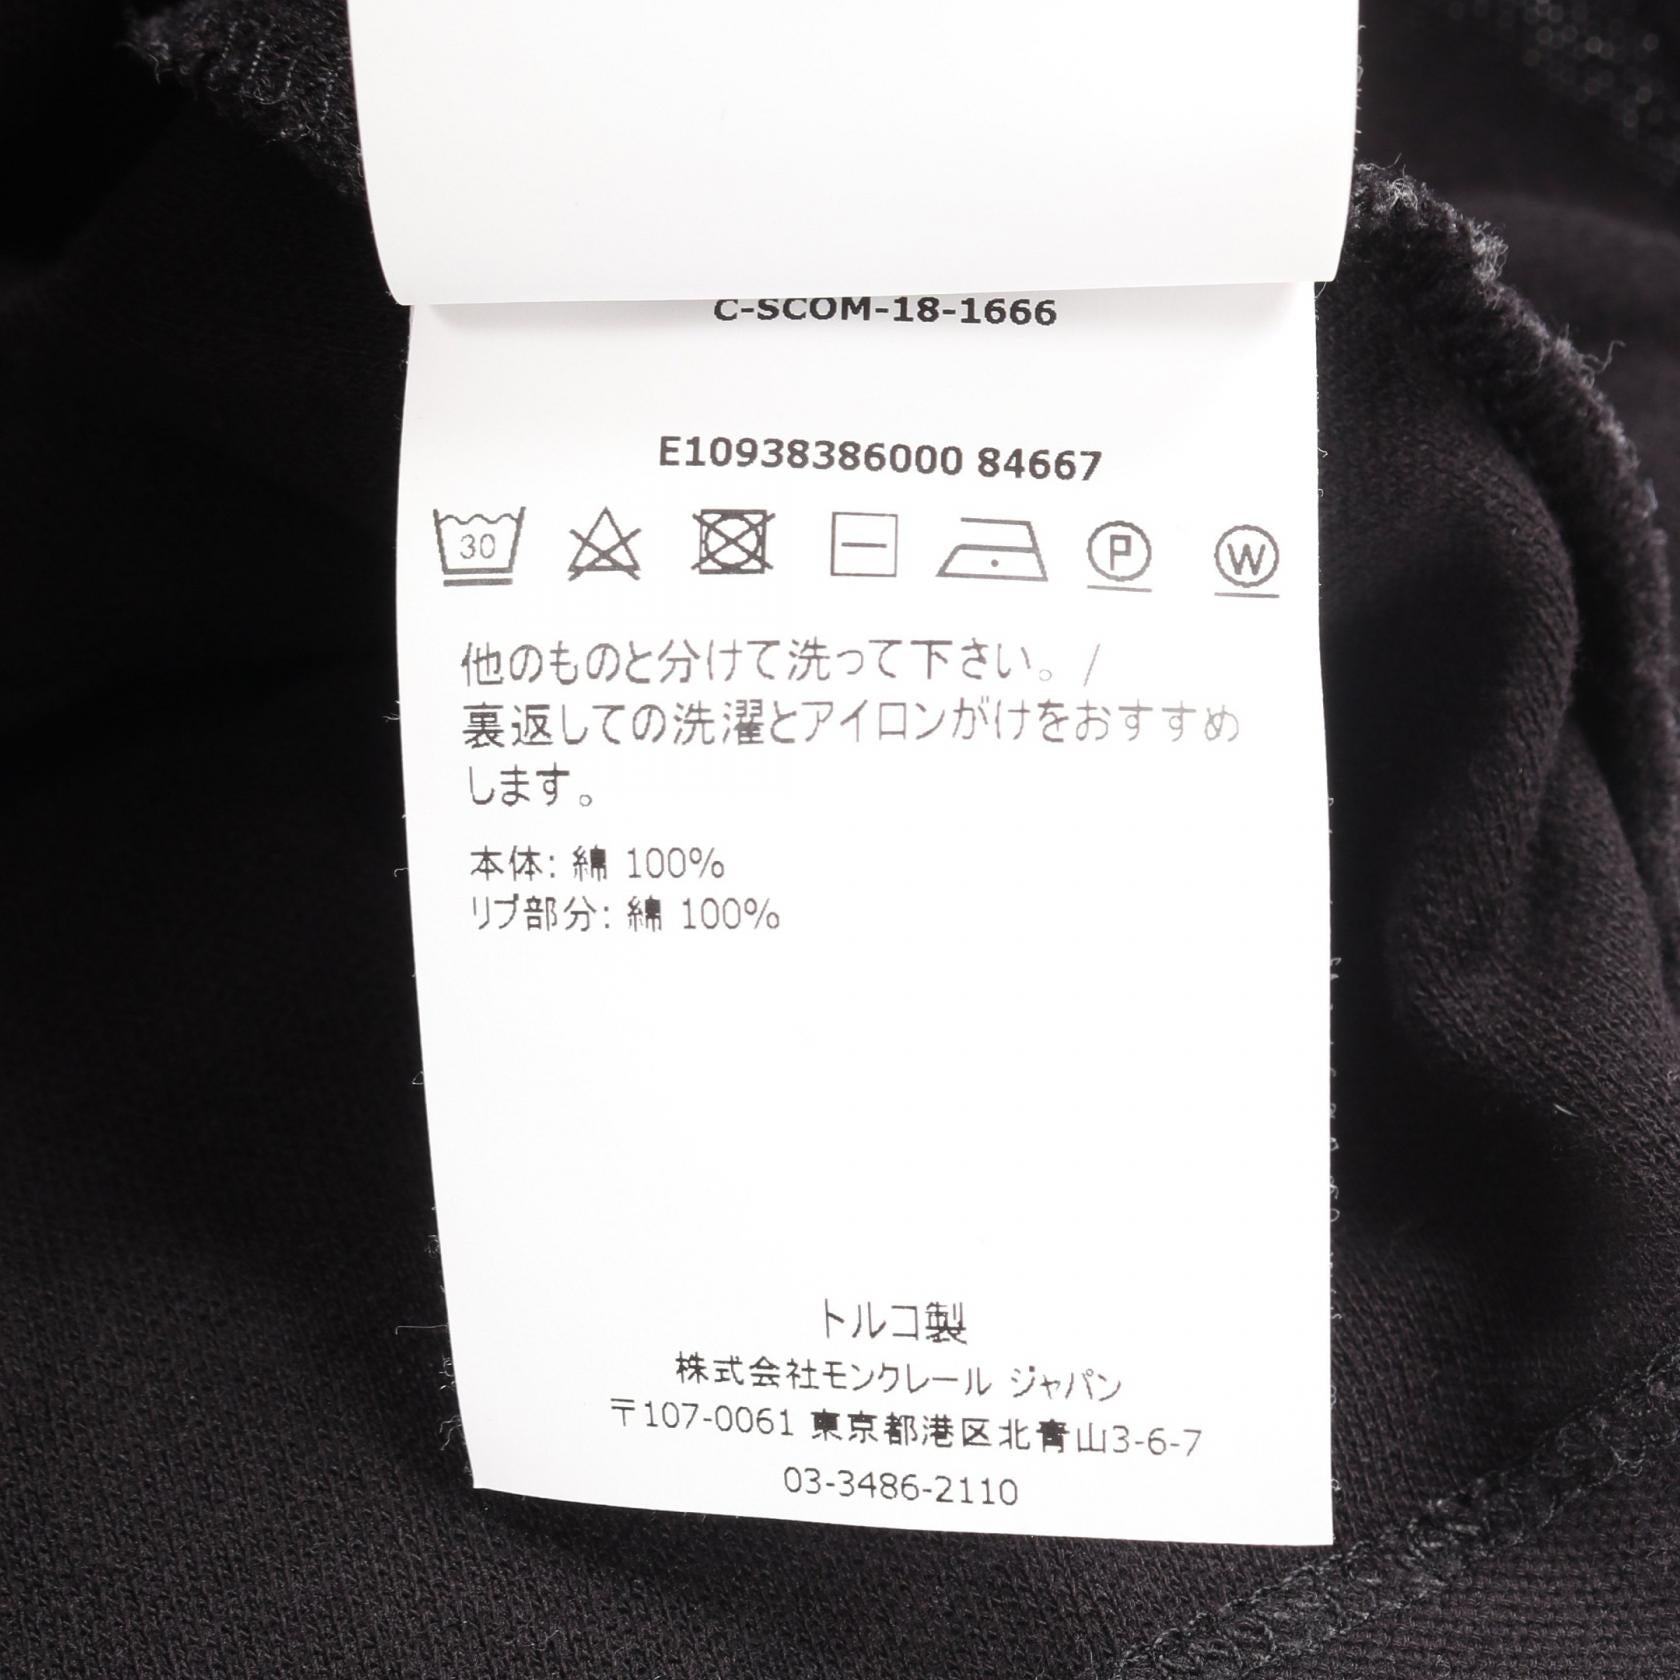 C-SCOM-18-1666
E10938386000 84667
30 P W
他のものと分けて洗って下さい。/
裏返しての洗濯とアイロンがけをおすすめ
します。
本体: 綿 100%
リブ部分: 綿 100%
トルコ製
株式会社モンクレール ジャパン
〒107-0061 東京都港区北青山3-6-7
03-3486-2110